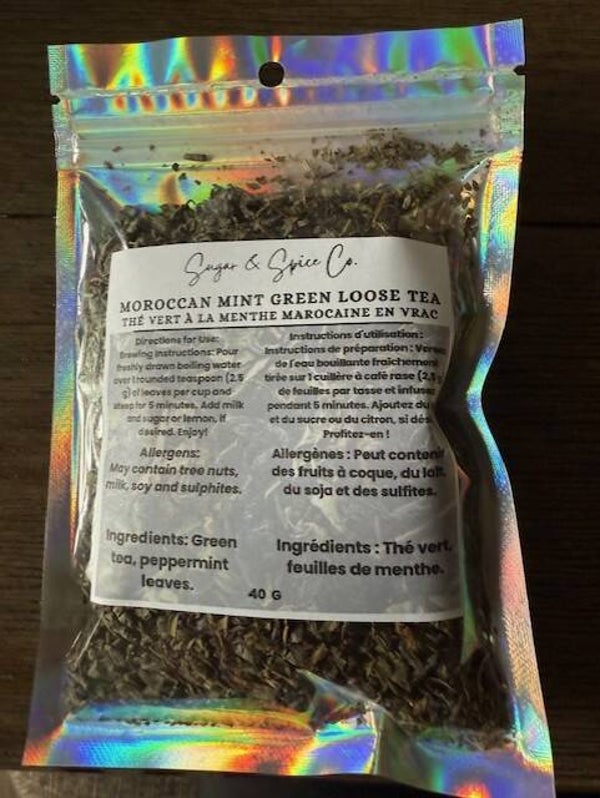 Sugar & Spice Co.
MOROCCAN MINT GREEN LOOSE TEA
THÉ VERT À LA MENTHE MAROCAINE EN VRAC
Directions for Use:
Brewing Instructions: Pour
freshly drawn boiling water
over 1 rounded teaspoon (2.5
g) of leaves per cup and
steep for 5 minutes. Add milk
and sugar or lemon, if
desired. Enjoy!
Allergens:
May contain tree nuts,
milk, soy and sulphites.
Ingredients: Green
tea, peppermint
leaves.
Instructions d'utilisation :
Instructions de préparation :
de l'eau bouillante fraîchement
tirée sur 1 cuillère à café rase (2,5
de feuilles par tasse et infuser
pendant 5 minutes. Ajoutez du
et du sucre ou du citron, si
Profitez-en !
Allergènes : Peut contenir
des fruits à coque, du lait,
du soja et des sulfites.
Ingrédients : Thé vert,
feuilles de menthe.
40 G